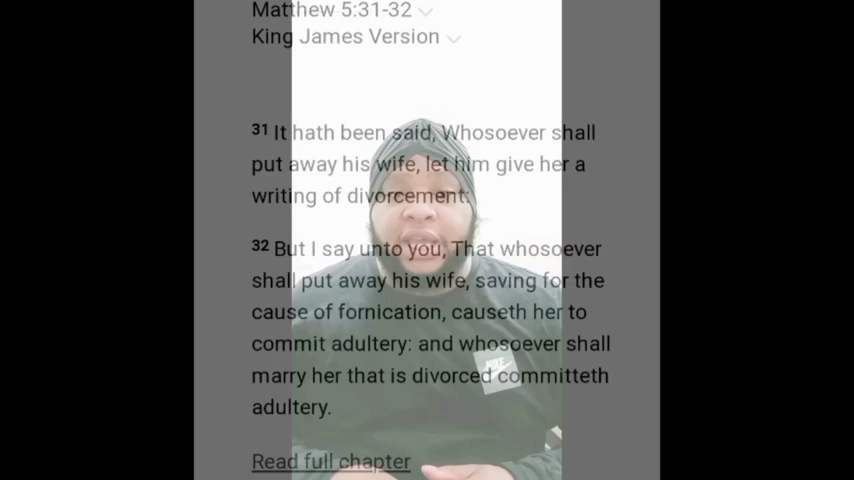 Matthew 5:31-32
King James Version
31 It hath been said, Whosoever shall
put away his wife, let him give her a
writing of divorcement:
32 But I say unto you, That whosoever
shall put away his wife, saving for the
cause of fornication, causeth her to
commit adultery: and whosoever shall
marry her that is divorced committeth
adultery.
NIKE
Read full chapter